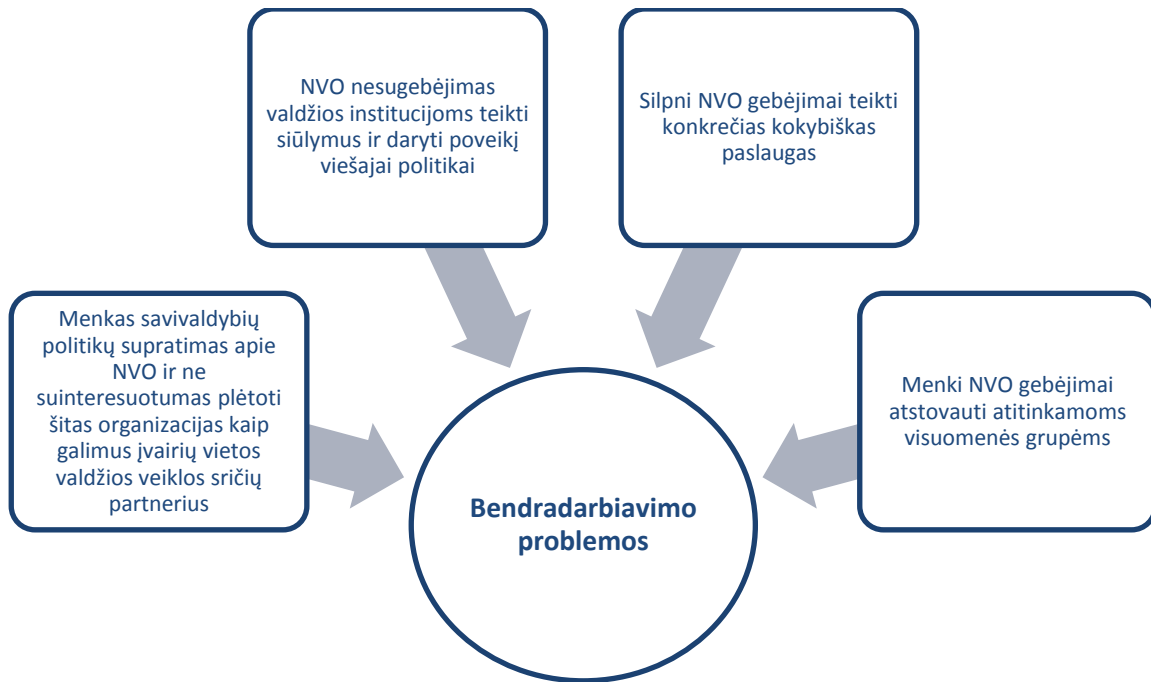 NVO nesugebėjimas
valdžios institucijoms teikti
siūlymus ir daryti poveikį
viešajai politikai
Silpni NVO gebėjimai teikti
konkrečias kokybiškas
paslaugas
Menkas savivaldybių
politikų supratimas apie
NVO ir ne
suinteresuotumas plėtoti
šitas organizacijas kaip
galimus įvairių vietos
valdžios veiklos sričių
partnerius
Menki NVO gebėjimai
atstovauti atitinkamoms
visuomenės grupėms
Bendradarbiavimo
problemos